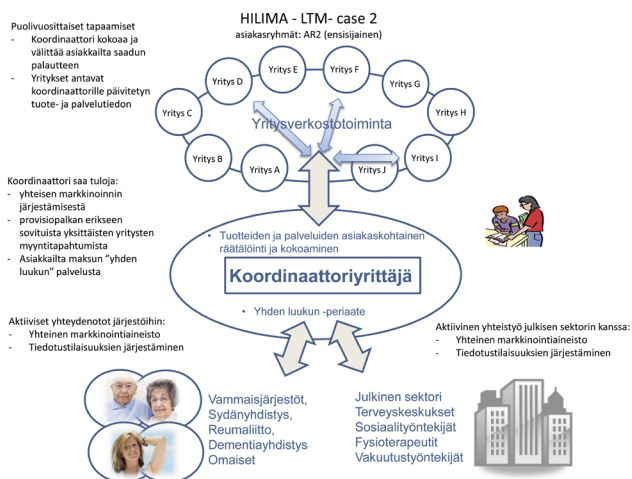 HILIMA - LTM- case 2
asiakasryhmät: AR2 (ensisijainen)
Puolivuosittaiset tapaamiset
- Koordinaattori kokoaa ja
välittää asiakkailta saadun
palautteen
- Yritykset antavat
koordinaattorille päivitetyn
tuote- ja palvelutiedon
Yritys E
Yritys F
Yritys D
Yritys G
Yritys C
Yritys H
Yritysverkostotoiminta
Yritys B
Yritys A
Yritys J
Yritys I
Koordinaattori saa tuloja:
- yhteisen markkinoinnin
järjestämisestä
- provisiopalkan erikseen
sovituista yksittäisten yritysten
myyntitapahtumista
- Asiakkailta maksun "yhden
luukun" palvelusta
• Tuotteiden ja palveluiden asiakaskohtainen
räätälöinti ja kokoaminen
Koordinaattoriyrittäjä
• Yhden luukun -periaate
Aktiiviset yhteydenotot järjestöihin:
- Yhteinen markkinointiaineisto
- Tiedotustilaisuuksien järjestäminen
Aktiivinen yhteistyö julkisen sektorin kanssa:
- Yhteinen markkinointiaineisto
- Tiedotustilaisuuksien järjestäminen
Vammaisjärjestöt,
Sydänyhdistys,
Reumaliitto,
Dementiayhdistys
Omaiset
Julkinen sektori
Terveyskeskukset
Sosiaalityöntekijät
Fysioterapeutit
Vakuutustyöntekijät